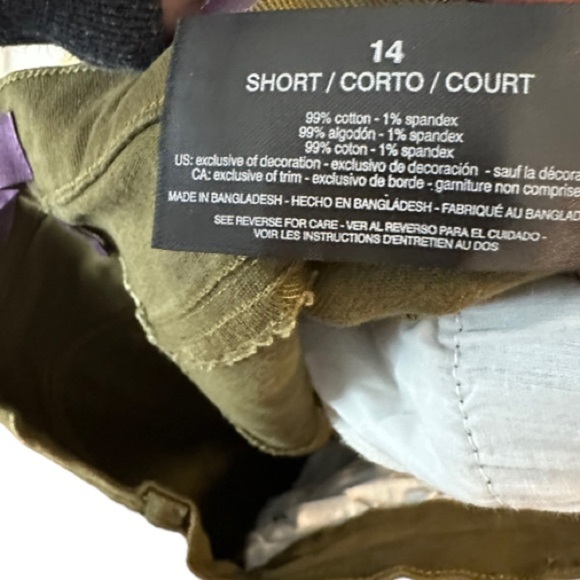 14
SHORT / CORTO / COURT
99% cotton - 1% spandex
99% algodón - 1% spandex
99% coton - 1% spandex
US: exclusive of decoration - exclusivo de decoración - sauf la décora
CA: exclusive of trim - exclusivo de borde - garniture non comprise
MADE IN BANGLADESH - HECHO EN BANGLÁDESH - FABRIQUÉ AU BANGLAD
SEE REVERSE FOR CARE - VER AL REVERSO PARA EL CUIDADO -
VOIR LES INSTRUCTIONS D'ENTRETIEN AU DOS